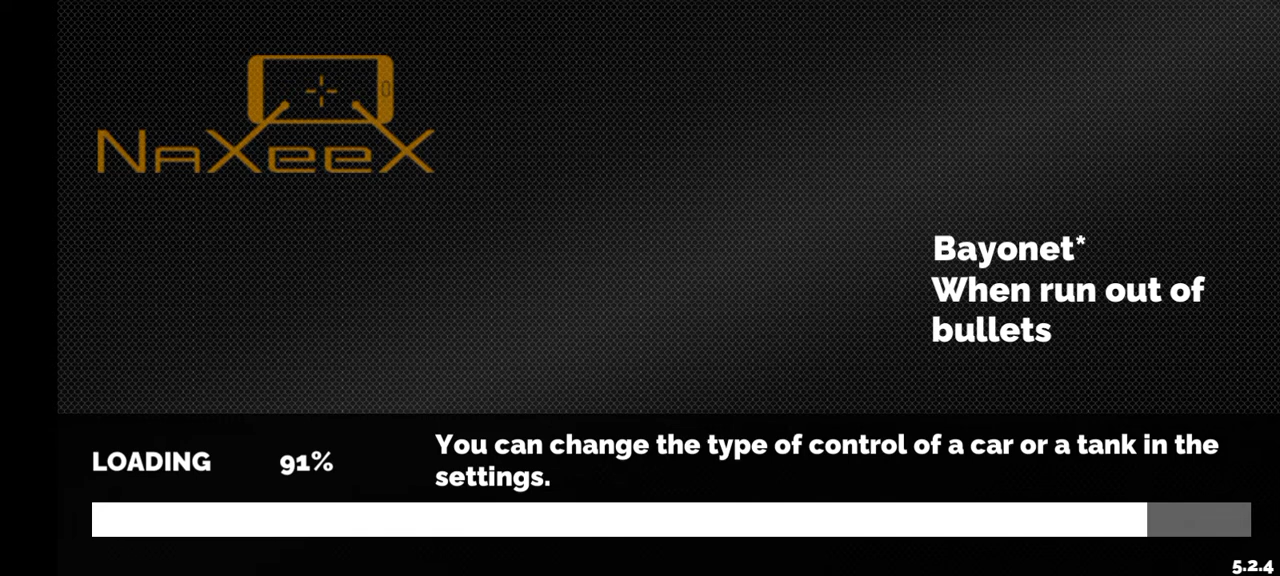 NaXeeX
Bayonet*
When run out of
bullets
LOADING 91%
You can change the type of control of a car or a tank in the
settings.
5.2.4